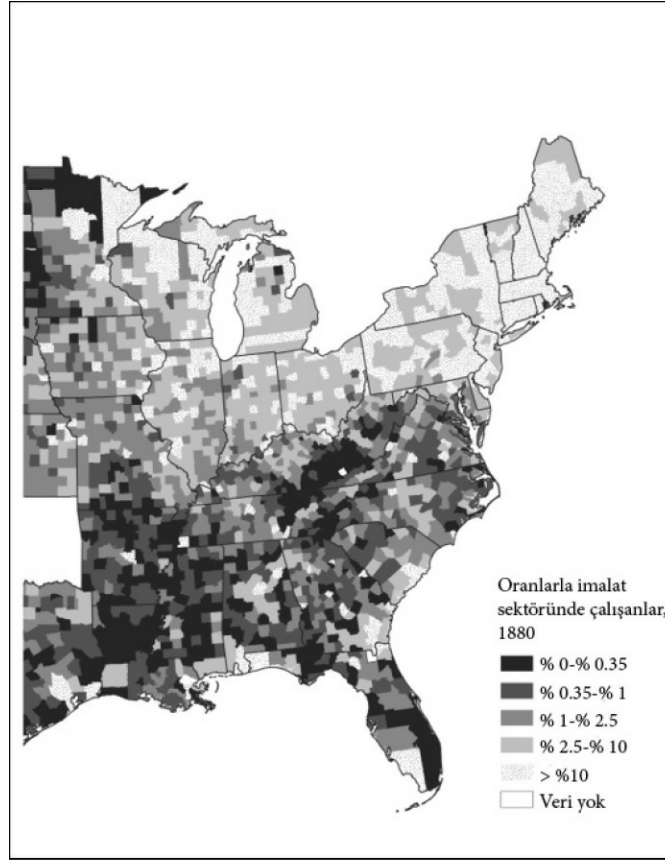 Oranlarla imalat
sektöründe çalışanlar,
1880
% 0-% 0.35
% 0.35-% 1
% 1-% 2.5
% 2.5-% 10
> %10
Veri yok